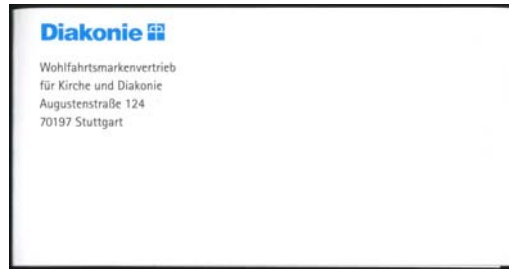 Diakonie
Wohlfahrtsmarkenvertrieb
für Kirche und Diakonie
Augustenstraße 124
70197 Stuttgart